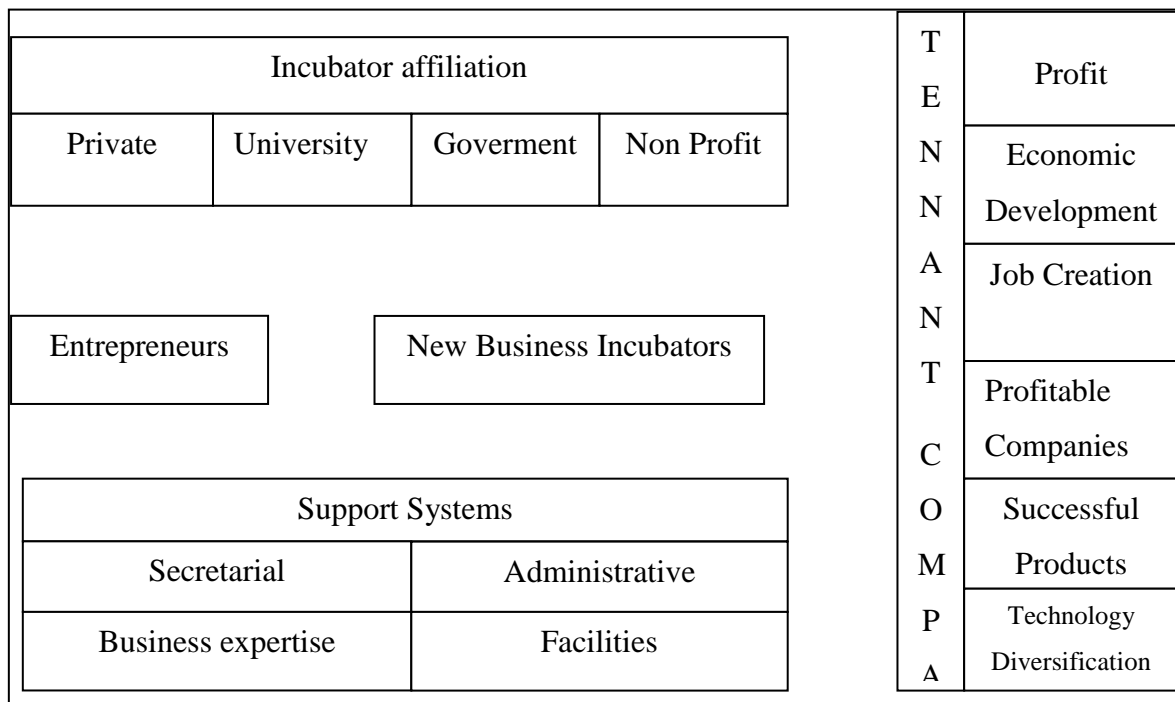 Incubator affiliation
Private
University
Goverment
Non Profit
Entrepreneurs
New Business Incubators
Support Systems
Secretarial
Administrative
Business expertise
Facilities
T
E
N
N
A
N
T
C
O
M
P
A
Profit
Economic
Development
Job Creation
Profitable
Companies
Successful
Products
Technology
Diversification